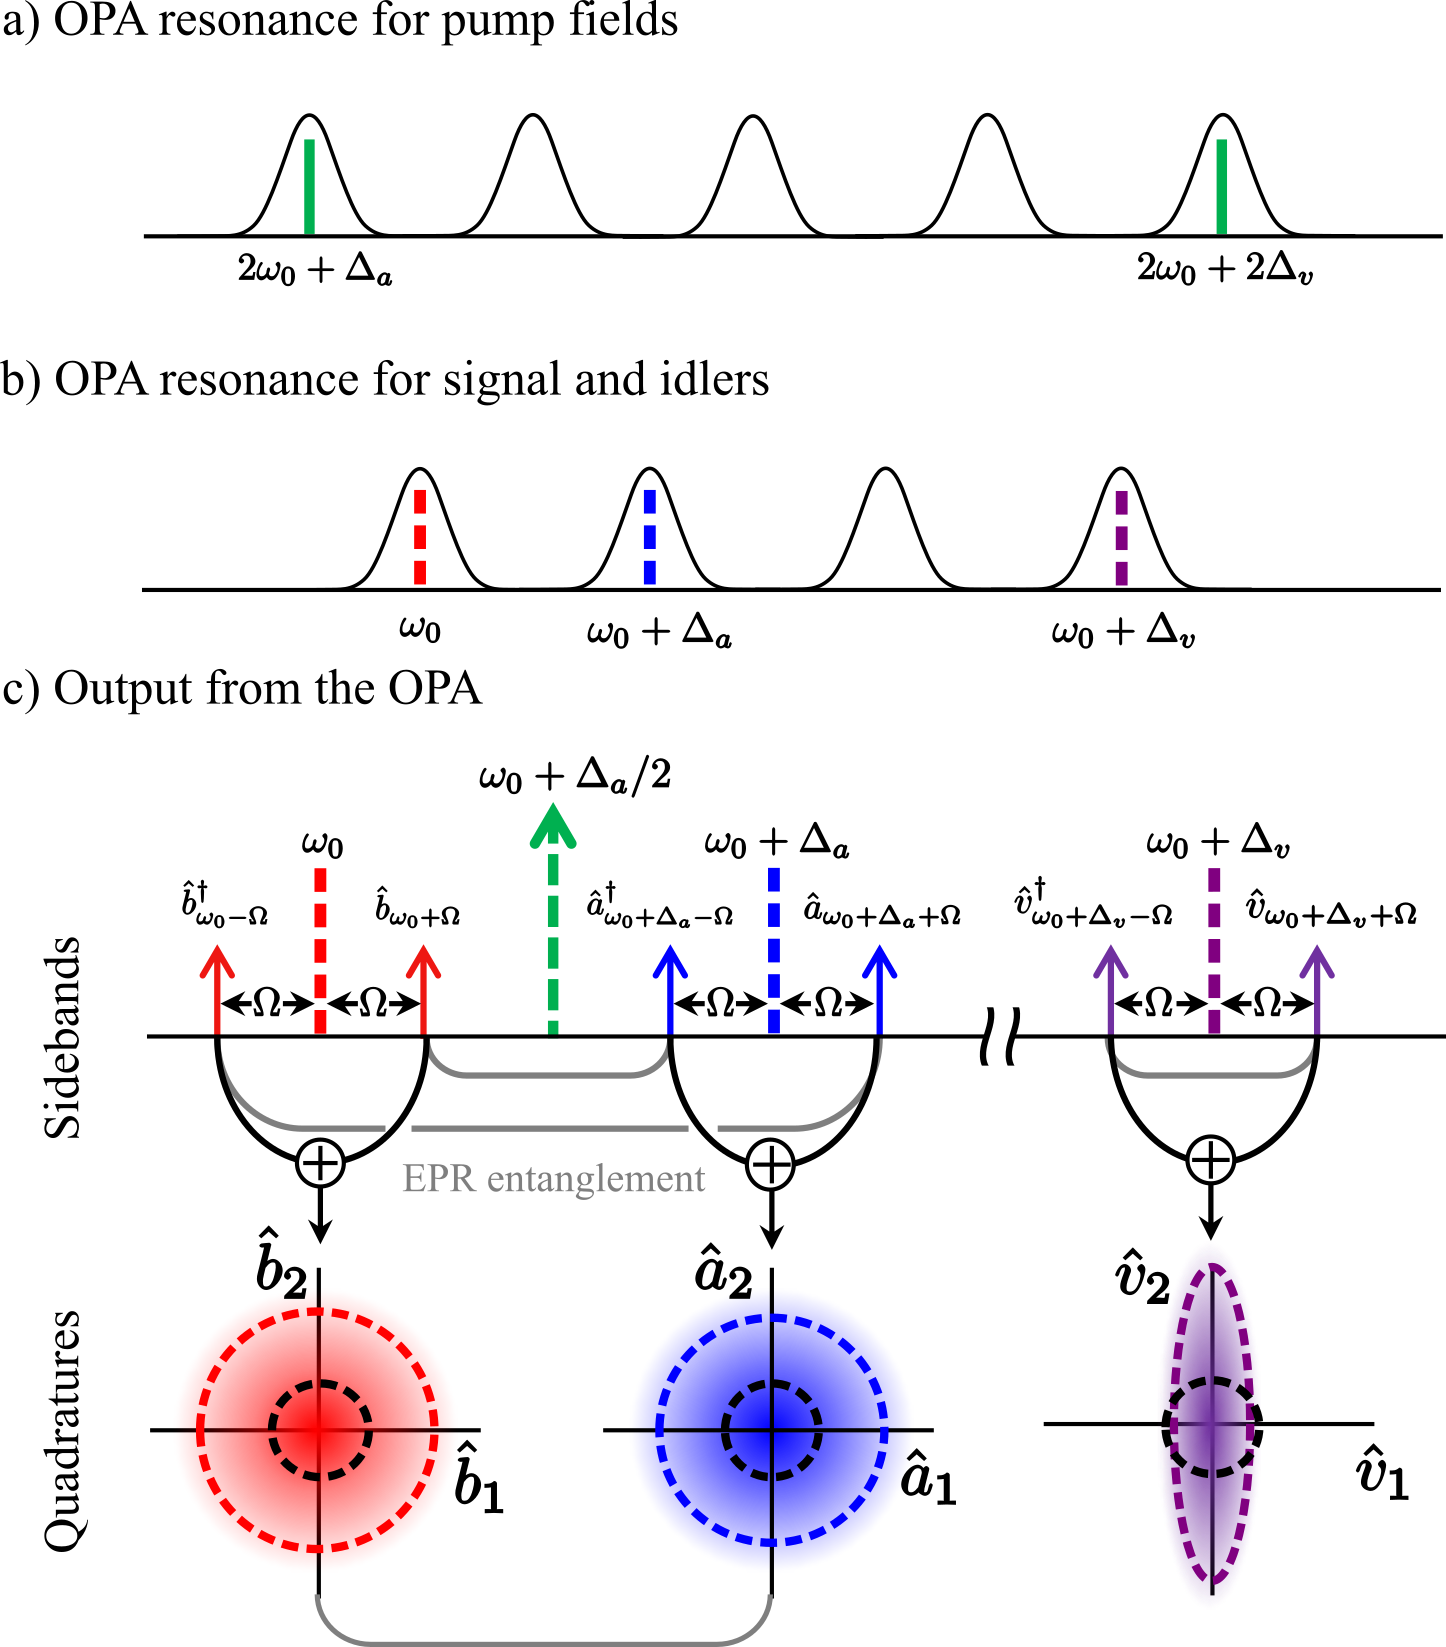 a) OPA resonance for pump fields
2ω₀ + Δₐ 2ω₀ + 2Δᵥ
b) OPA resonance for signal and idlers
ω₀ ω₀ + Δₐ ω₀ + Δᵥ
c) Output from the OPA
ω₀ + Δₐ/2
ω₀ ω₀ + Δₐ ω₀ + Δᵥ
b̂†_{ω₀−Ω} b̂_{ω₀+Ω} â†_{ω₀+Δₐ−Ω} â_{ω₀+Δₐ+Ω} v̂†_{ω₀+Δᵥ−Ω} v̂_{ω₀+Δᵥ+Ω}
Ω Ω Ω Ω Ω Ω
Sidebands
EPR entanglement
b̂₂ â₂ v̂₂
Quadratures
b̂₁ â₁ v̂₁